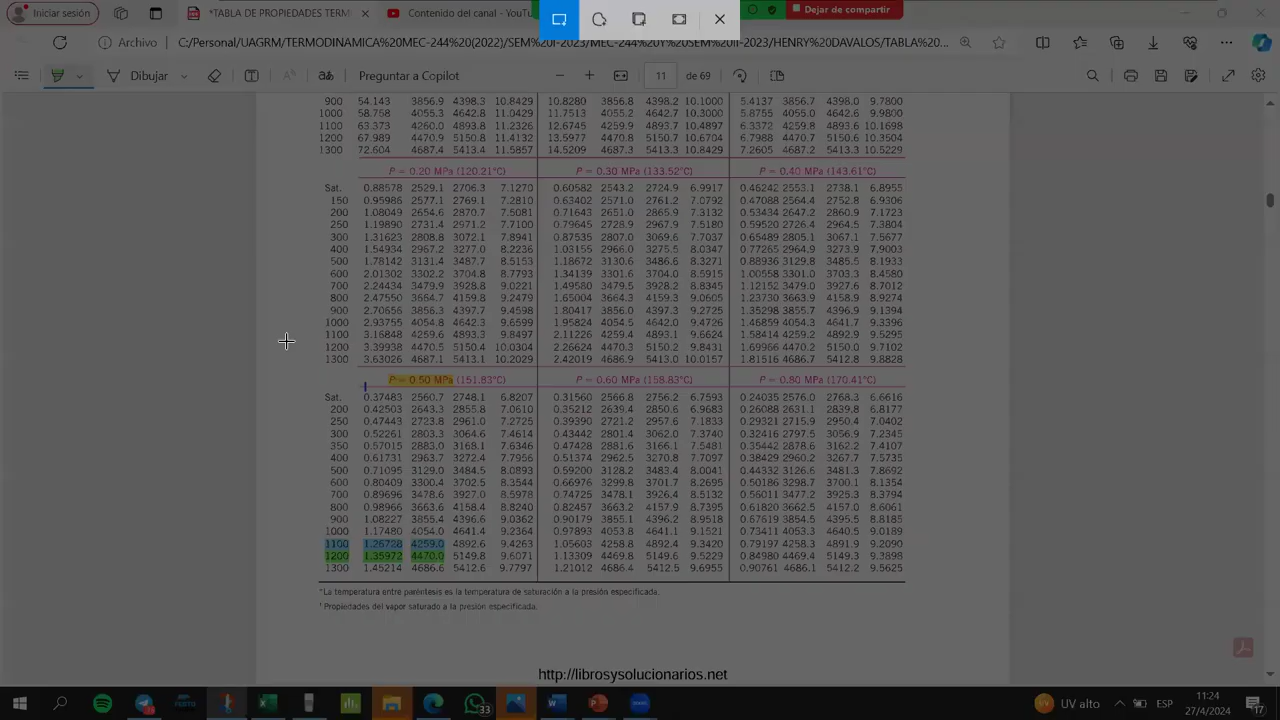 Iniciar sesión
*TABLA DE PROPIEDADES TERM
Contenido del canal - YouTu
Dejar de compartir
Archivo C:/Personal/UAGRM/TERMODINAMICA%20MEC-244%20(2022)/SEM%20I-2023/MEC-244%20Y%20SEM%20II-2023/HENRY%20DAVALOS/TABLA%20...
Dibujar Preguntar a Copilot 11 de 69
900 54.143 3856.9 4398.3 10.8429 10.8280 3856.8 4398.2 10.1000 5.4137 3856.7 4398.0 9.7800
1000 58.758 4055.3 4642.8 11.0429 11.7513 4055.2 4642.7 10.3000 5.8755 4055.0 4642.6 9.9800
1100 63.373 4260.0 4893.8 11.2326 12.6745 4259.9 4893.7 10.4897 6.3372 4259.8 4893.6 10.1698
1200 67.989 4470.9 5150.8 11.4132 13.5977 4470.8 5150.7 10.6704 6.7988 4470.7 5150.6 10.3504
1300 72.604 4687.4 5413.4 11.5857 14.5209 4687.3 5413.3 10.8429 7.2605 4687.2 5413.3 10.5229
P = 0.20 MPa (120.21°C) P = 0.30 MPa (133.52°C) P = 0.40 MPa (143.61°C)
Sat. 0.88578 2529.1 2706.3 7.1270 0.60582 2543.2 2724.9 6.9917 0.46242 2553.1 2738.1 6.8955
150 0.95986 2577.1 2769.1 7.2810 0.63402 2571.0 2761.2 7.0792 0.47088 2564.4 2752.8 6.9306
200 1.08049 2654.6 2870.7 7.5081 0.71643 2651.0 2865.9 7.3132 0.53434 2647.2 2860.9 7.1723
250 1.19890 2731.4 2971.2 7.7100 0.79645 2728.9 2967.9 7.5180 0.59520 2726.4 2964.5 7.3804
300 1.31623 2808.8 3072.1 7.8941 0.87535 2807.0 3069.6 7.7037 0.65489 2805.1 3067.1 7.5677
400 1.54934 2967.2 3277.0 8.2236 1.03155 2966.0 3275.5 8.0347 0.77265 2964.9 3273.9 7.9003
500 1.78142 3131.4 3487.7 8.5153 1.18672 3130.6 3486.6 8.3271 0.88936 3129.8 3485.5 8.1933
600 2.01302 3302.2 3704.8 8.7793 1.34139 3301.6 3704.0 8.5915 1.00558 3301.0 3703.3 8.4580
700 2.24434 3479.9 3928.8 9.0221 1.49580 3479.5 3928.2 8.8345 1.12152 3479.0 3927.6 8.7012
800 2.47550 3664.7 4159.8 9.2479 1.65004 3664.3 4159.3 9.0605 1.23730 3663.9 4158.9 8.9274
900 2.70656 3856.3 4397.7 9.4598 1.80417 3856.0 4397.3 9.2725 1.35298 3855.7 4396.9 9.1394
1000 2.93755 4054.8 4642.3 9.6599 1.95824 4054.5 4642.0 9.4726 1.46859 4054.3 4641.7 9.3396
1100 3.16848 4259.6 4893.3 9.8497 2.11226 4259.4 4893.1 9.6624 1.58414 4259.2 4892.9 9.5295
1200 3.39938 4470.5 5150.4 10.0304 2.26624 4470.3 5150.2 9.8431 1.69966 4470.2 5150.0 9.7102
1300 3.63026 4687.1 5413.1 10.2029 2.42019 4686.9 5413.0 10.0157 1.81516 4686.7 5412.8 9.8828
P = 0.50 MPa (151.83°C) P = 0.60 MPa (158.83°C) P = 0.80 MPa (170.41°C)
Sat. 0.37483 2560.7 2748.1 6.8207 0.31560 2566.8 2756.2 6.7593 0.24035 2576.0 2768.3 6.6616
200 0.42503 2643.3 2855.8 7.0610 0.35212 2639.4 2850.6 6.9683 0.26088 2631.1 2839.8 6.8177
250 0.47443 2723.8 2961.0 7.2725 0.39390 2721.2 2957.6 7.1833 0.29321 2715.9 2950.4 7.0402
300 0.52261 2803.3 3064.6 7.4614 0.43442 2801.4 3062.0 7.3740 0.32416 2797.5 3056.9 7.2345
350 0.57015 2883.0 3168.1 7.6346 0.47428 2881.6 3166.1 7.5481 0.35442 2878.6 3162.2 7.4107
400 0.61731 2963.7 3272.4 7.7956 0.51374 2962.5 3270.8 7.7097 0.38429 2960.2 3267.7 7.5735
500 0.71095 3129.0 3484.5 8.0893 0.59200 3128.2 3483.4 8.0041 0.44332 3126.6 3481.3 7.8692
600 0.80409 3300.4 3702.5 8.3544 0.66976 3299.8 3701.7 8.2695 0.50186 3298.7 3700.1 8.1354
700 0.89696 3478.6 3927.0 8.5978 0.74725 3478.1 3926.4 8.5132 0.56011 3477.2 3925.3 8.3794
800 0.98966 3663.6 4158.4 8.8240 0.82457 3663.2 4157.9 8.7395 0.61820 3662.5 4157.0 8.6061
900 1.08227 3855.4 4396.6 9.0362 0.90179 3855.1 4396.2 8.9518 0.67619 3854.5 4395.5 8.8185
1000 1.17480 4054.0 4641.4 9.2364 0.97893 4053.8 4641.1 9.1521 0.73411 4053.3 4640.5 9.0189
1100 1.26728 4259.0 4892.6 9.4263 1.05603 4258.8 4892.4 9.3420 0.79197 4258.3 4891.9 9.2090
1200 1.35972 4470.0 5149.8 9.6071 1.13309 4469.8 5149.6 9.5229 0.84980 4469.4 5149.3 9.3898
1300 1.45214 4686.6 5412.6 9.7797 1.21012 4686.4 5412.5 9.6955 0.90761 4686.1 5412.2 9.5625
*La temperatura entre paréntesis es la temperatura de saturación a la presión especificada.
† Propiedades del vapor saturado a la presión especificada.
http://librosysolucionarios.net
33
UV alto
ESP
11:24
27/4/2024
17